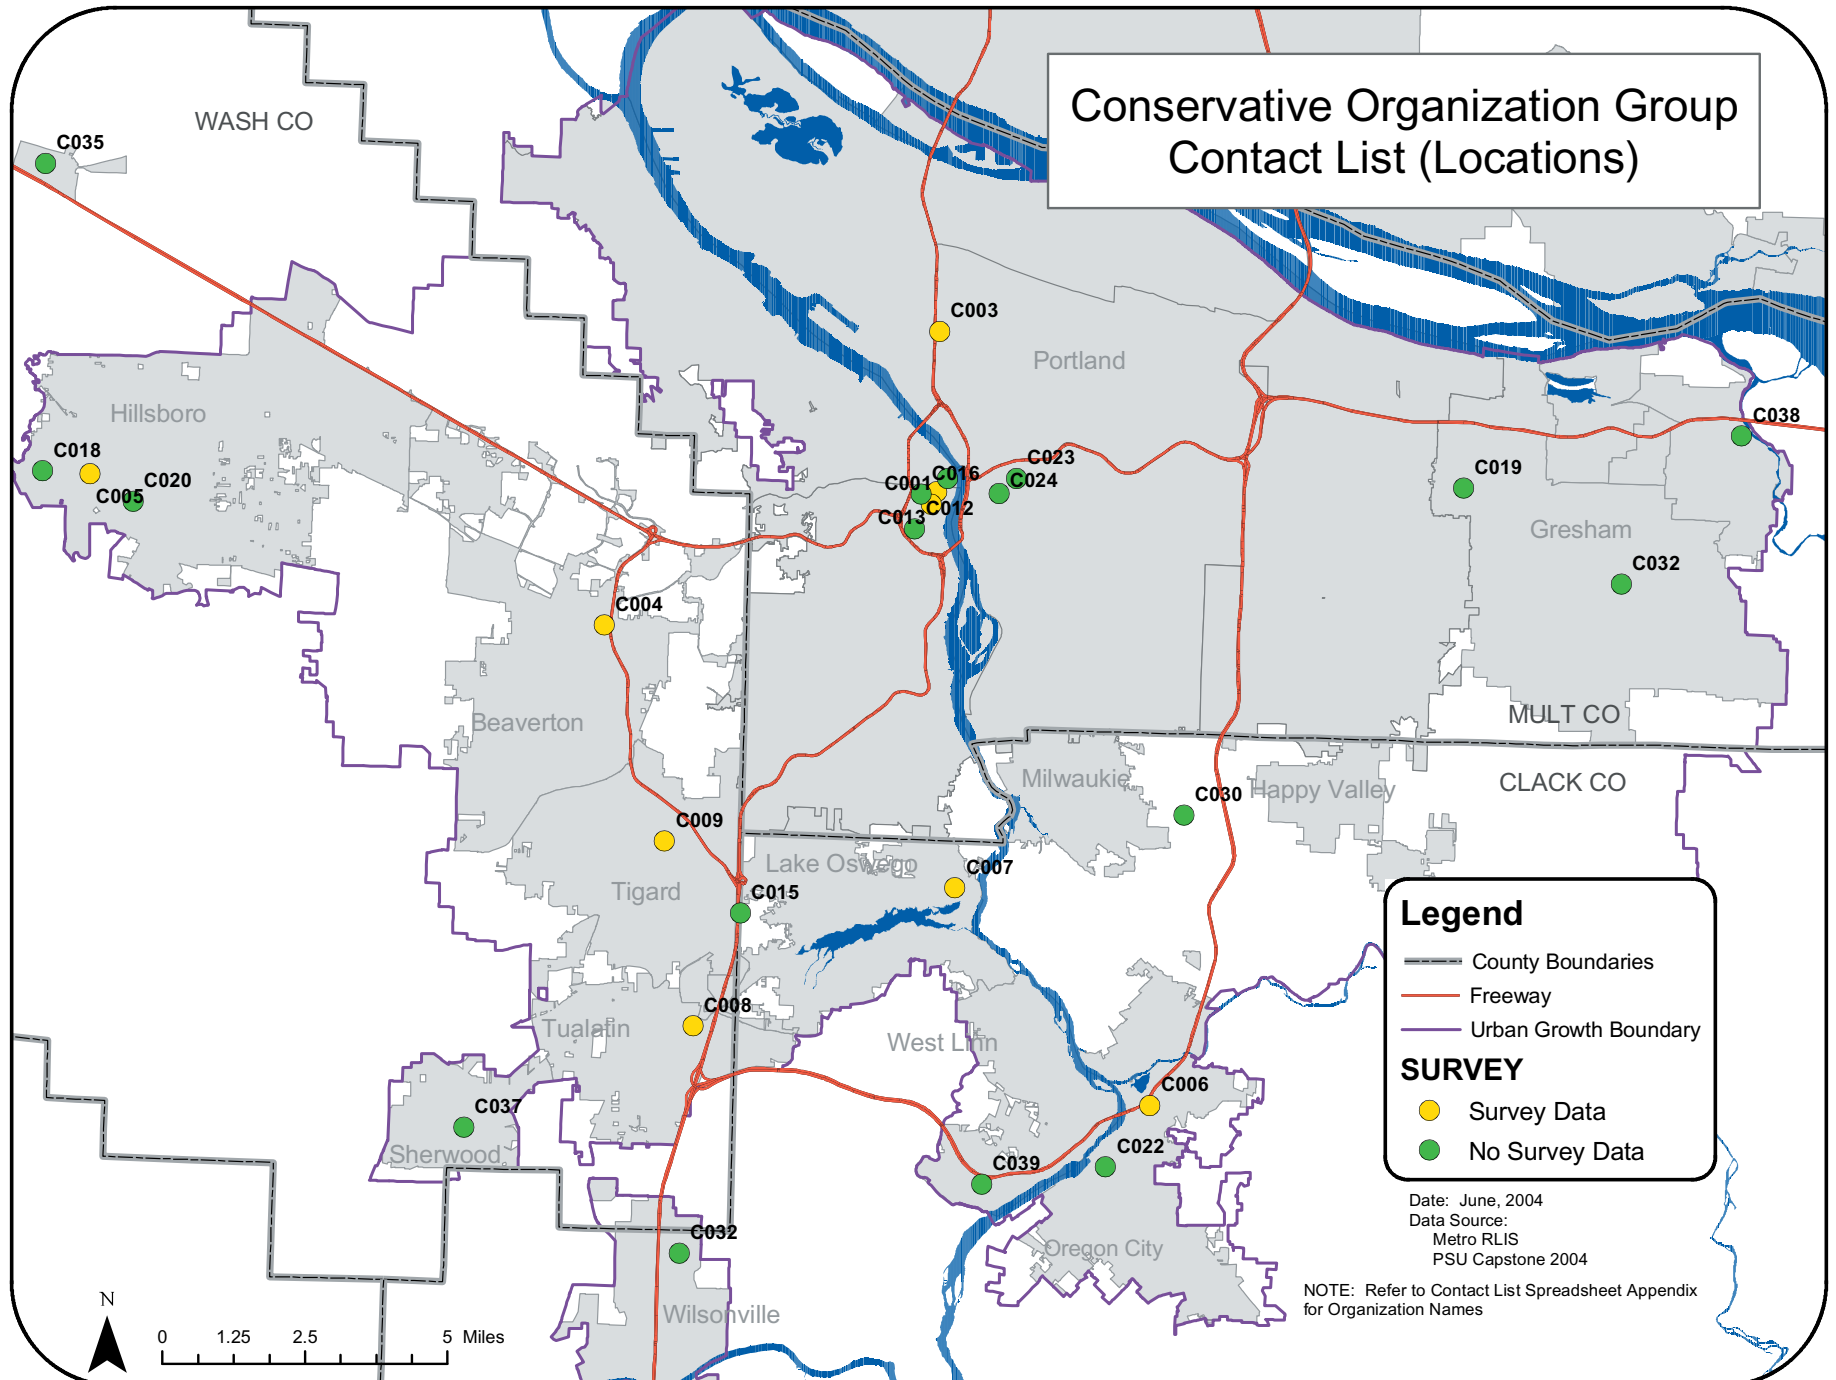 Conservative Organization Group
Contact List (Locations)
WASH CO
C035
C003
Portland
Hillsboro
C038
C018
C023
C019
C016
C020
C024
C001
C005
C012
C013
Gresham
C032
C004
MULT CO
Beaverton
Milwaukie
CLACK CO
Happy Valley
C030
C009
Lake Oswego
C007
Tigard
C015
Legend
County Boundaries
Freeway
Urban Growth Boundary
SURVEY
Survey Data
No Survey Data
C008
Tualatin
West Linn
C006
C037
C022
Sherwood
C039
Date: June, 2004
Data Source:
Metro RLIS
PSU Capstone 2004
C032
Oregon City
NOTE: Refer to Contact List Spreadsheet Appendix
for Organization Names
Wilsonville
N
0 1.25 2.5 5 Miles